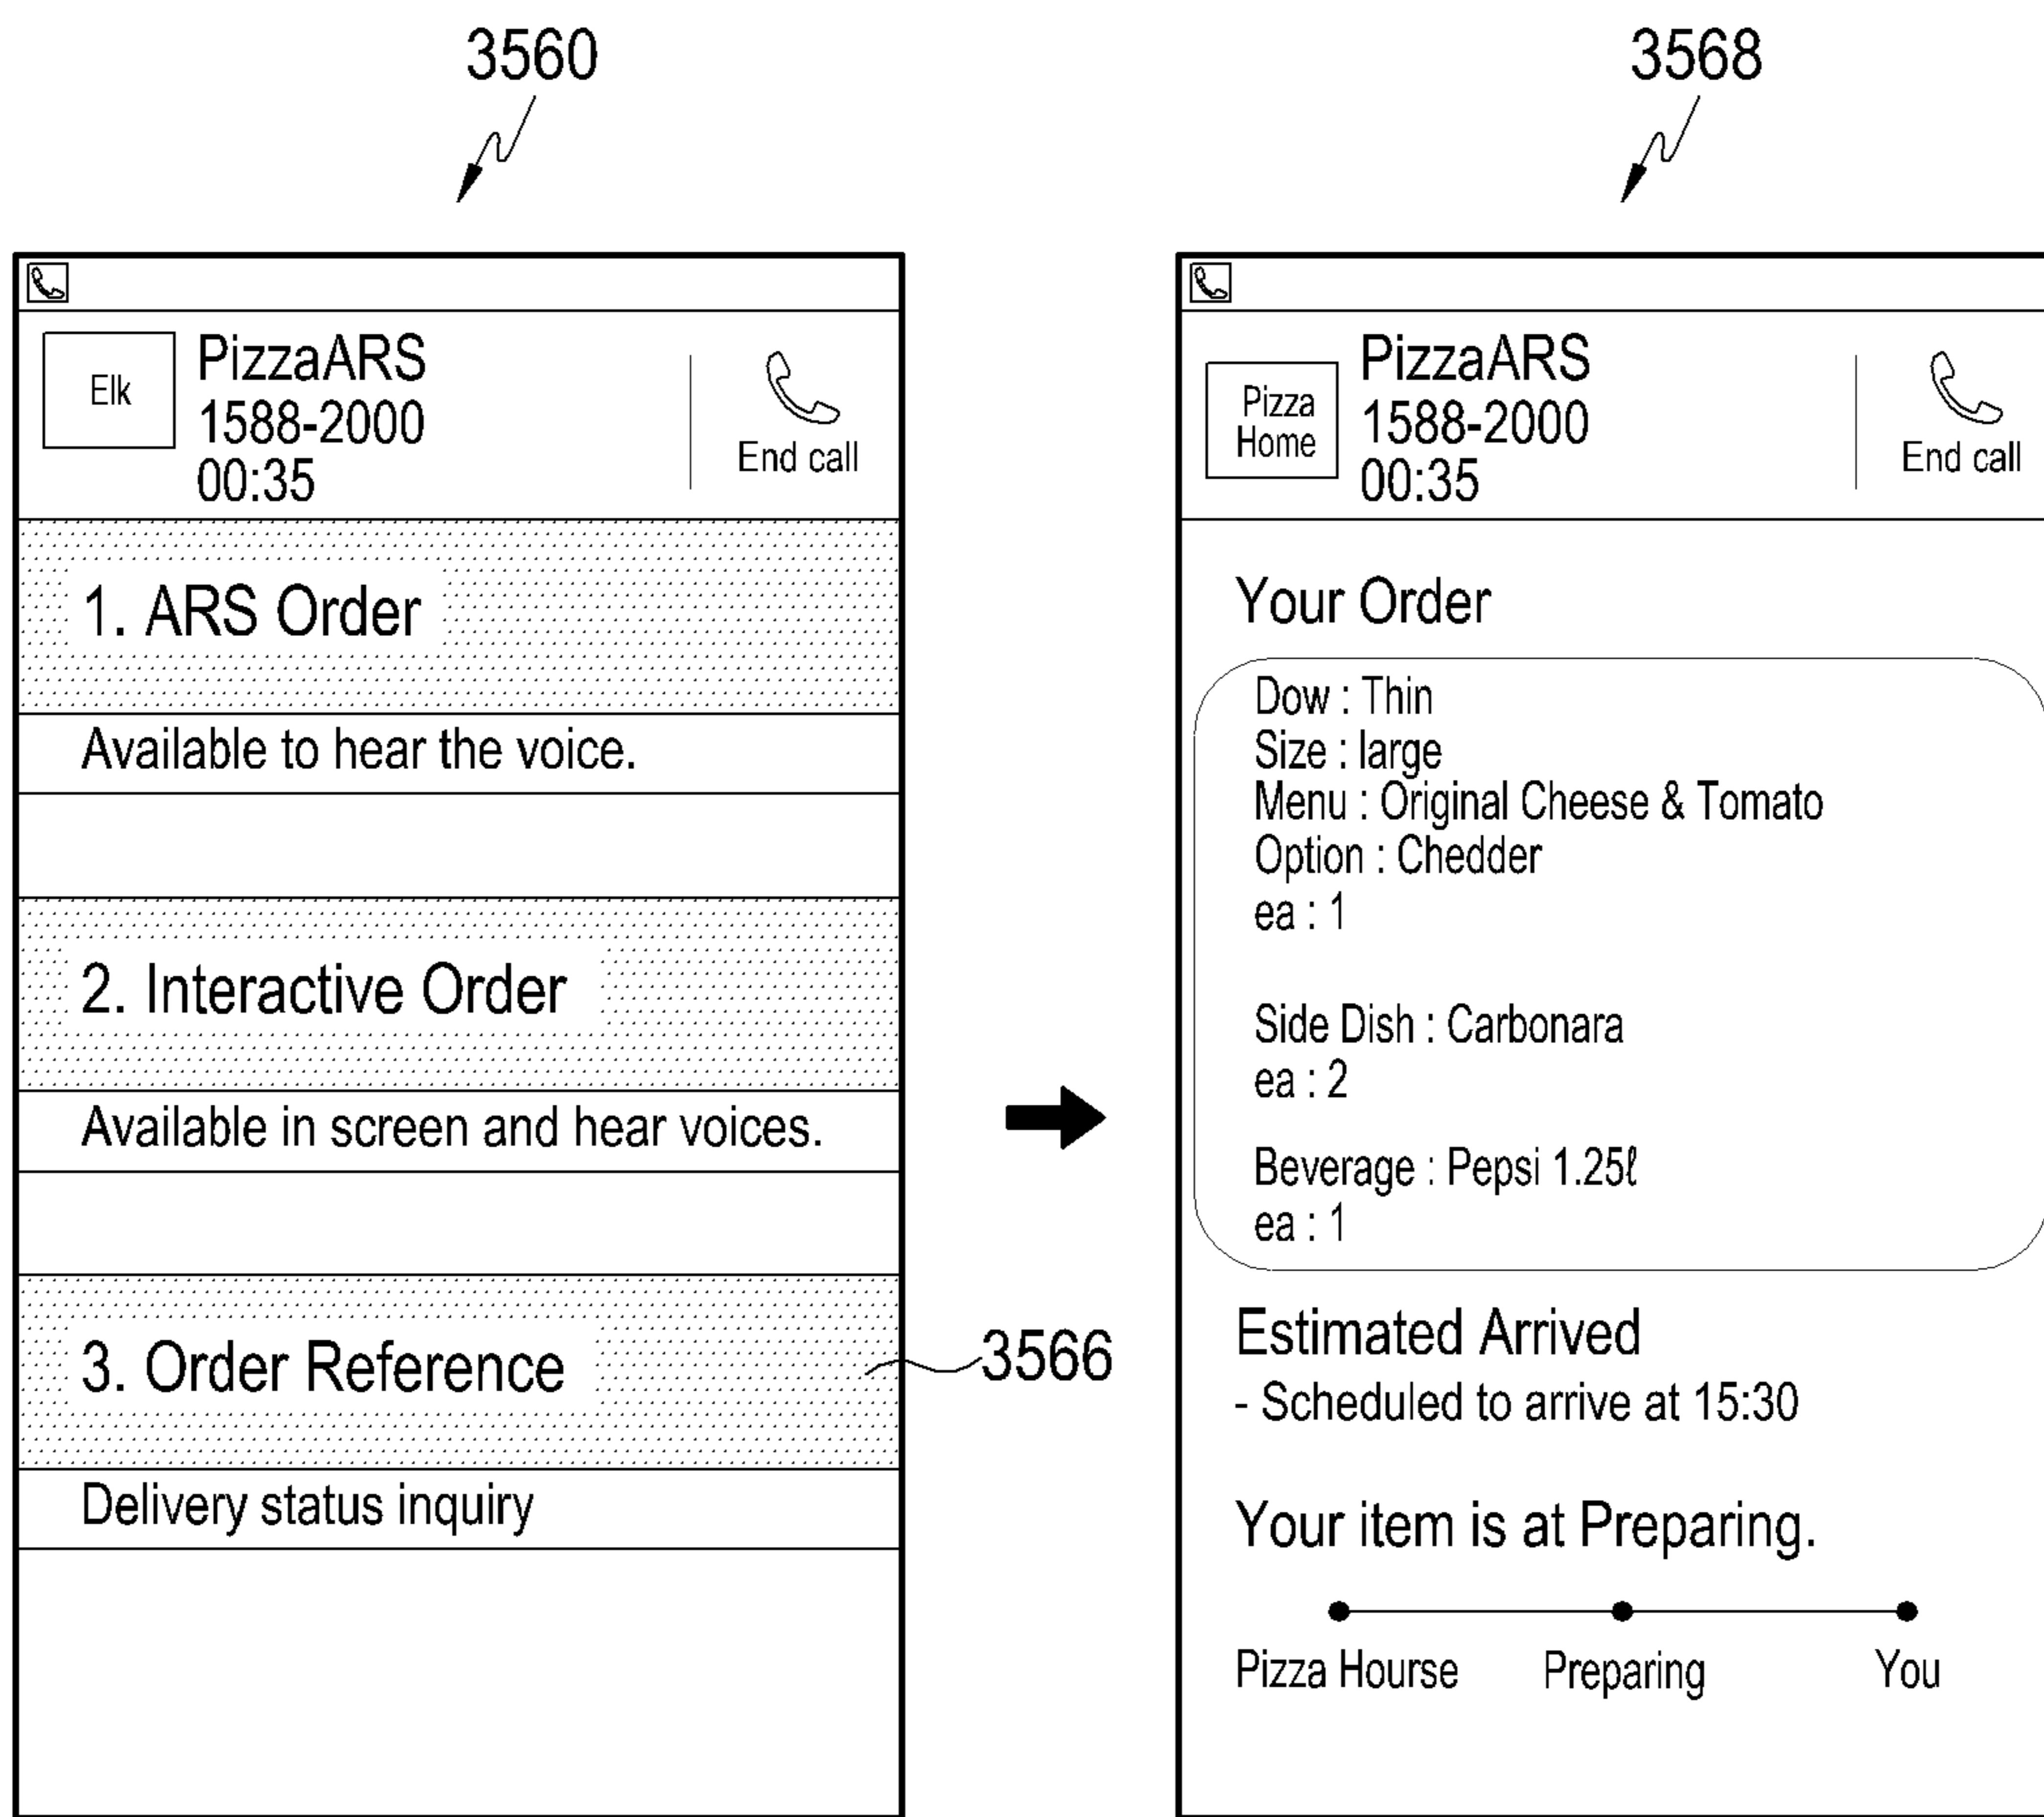 3560
Elk
PizzaARS
1588-2000
00:35
End call
1. ARS Order
Available to hear the voice.
2. Interactive Order
Available in screen and hear voices.
3. Order Reference
3566
Delivery status inquiry
3568
Pizza
Home
PizzaARS
1588-2000
00:35
End call
Your Order
Dow : Thin
Size : large
Menu : Original Cheese & Tomato
Option : Chedder
ea : 1
Side Dish : Carbonara
ea : 2
Beverage : Pepsi 1.25ℓ
ea : 1
Estimated Arrived
- Scheduled to arrive at 15:30
Your item is at Preparing.
Pizza Hourse Preparing You